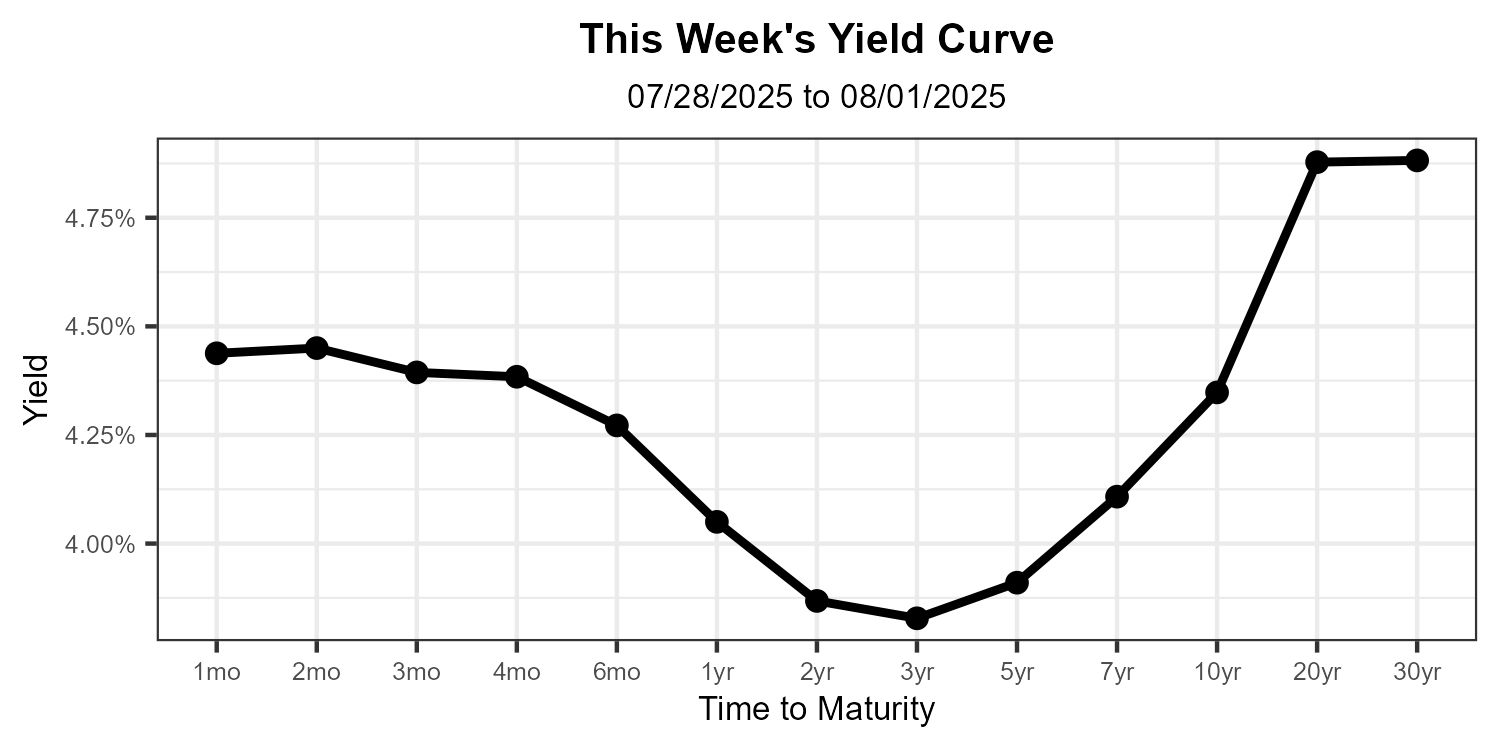 This Week's Yield Curve
07/28/2025 to 08/01/2025
4.75%
4.50%
4.25%
4.00%
Yield
1mo 2mo 3mo 4mo 6mo 1yr 2yr 3yr 5yr 7yr 10yr 20yr 30yr
Time to Maturity